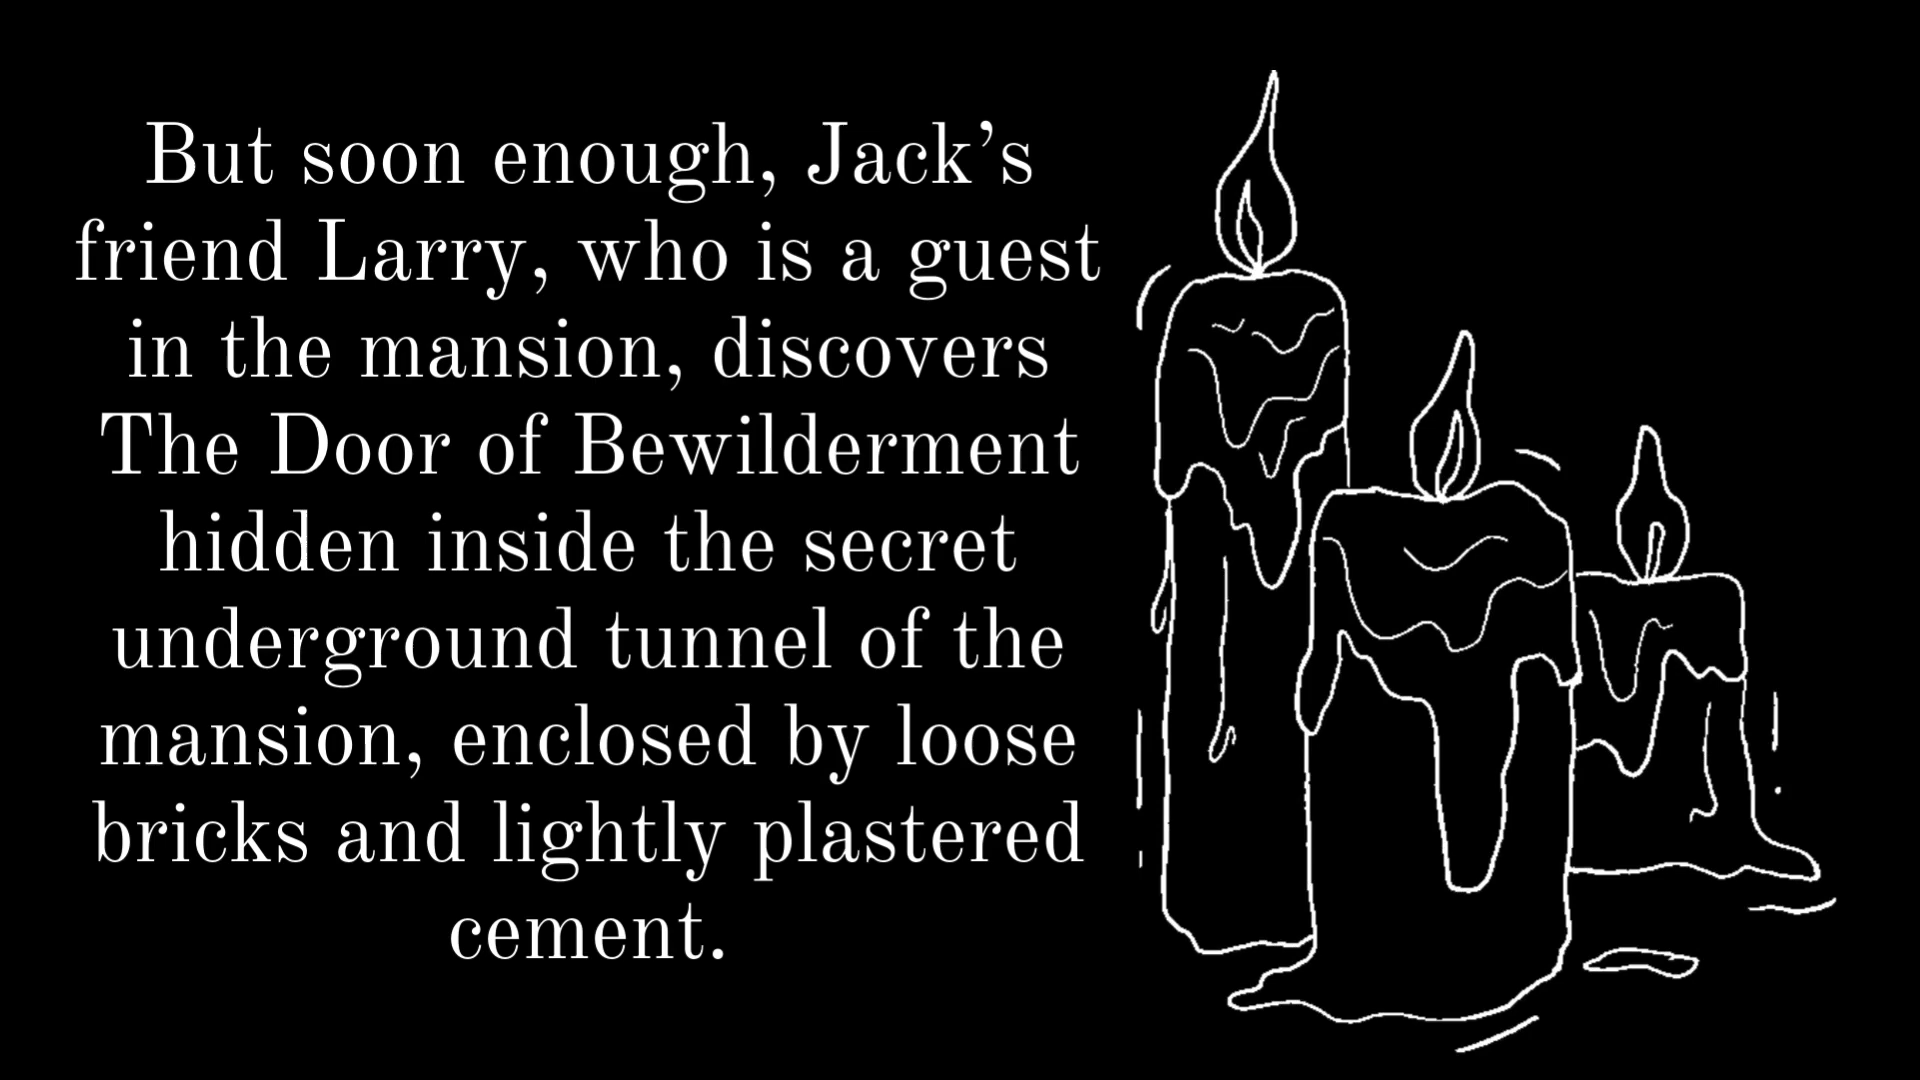 But soon enough, Jack’s
friend Larry, who is a guest
in the mansion, discovers
The Door of Bewilderment
hidden inside the secret
underground tunnel of the
mansion, enclosed by loose
bricks and lightly plastered
cement.